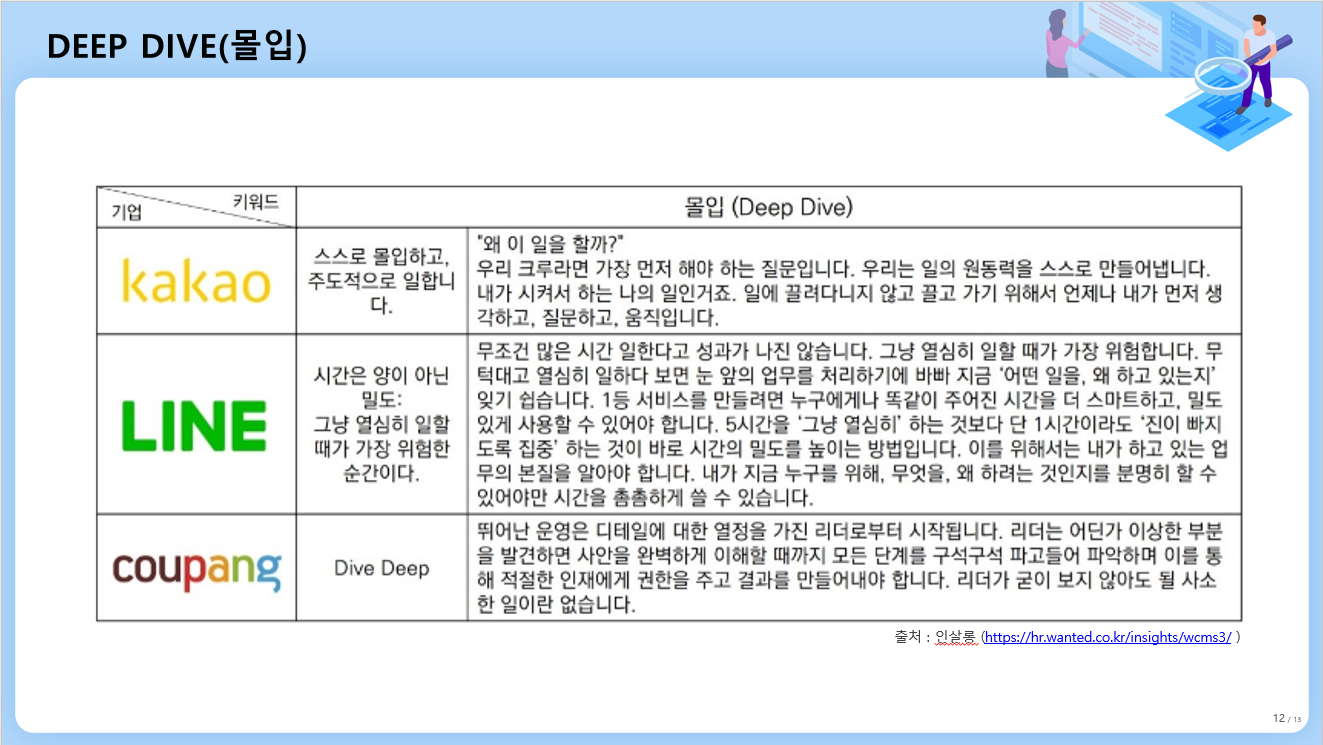 DEEP DIVE(몰입)
키워드
기업
몰입 (Deep Dive)
kakao
스스로 몰입하고,
주도적으로 일합니
다.
"왜 이 일을 할까?"
우리 크루라면 가장 먼저 해야 하는 질문입니다. 우리는 일의 원동력을 스스로 만들어냅니다.
내가 시켜서 하는 나의 일인거죠. 일에 끌려다니지 않고 끌고 가기 위해서 언제나 내가 먼저 생
각하고, 질문하고, 움직입니다.
LINE
시간은 양이 아닌
밀도:
그냥 열심히 일할
때가 가장 위험한
순간이다.
무조건 많은 시간 일한다고 성과가 나진 않습니다. 그냥 열심히 일할 때가 가장 위험합니다. 무
턱대고 열심히 일하다 보면 눈 앞의 업무를 처리하기에 바빠 지금 ‘어떤 일을, 왜 하고 있는지’
잊기 쉽습니다. 1등 서비스를 만들려면 누구에게나 똑같이 주어진 시간을 더 스마트하고, 밀도
있게 사용할 수 있어야 합니다. 5시간을 ‘그냥 열심히’ 하는 것보다 단 1시간이라도 ‘진이 빠지
도록 집중’ 하는 것이 바로 시간의 밀도를 높이는 방법입니다. 이를 위해서는 내가 하고 있는 업
무의 본질을 알아야 합니다. 내가 지금 누구를 위해, 무엇을, 왜 하려는 것인지를 분명히 할 수
있어야만 시간을 촘촘하게 쓸 수 있습니다.
coupang
Dive Deep
뛰어난 운영은 디테일에 대한 열정을 가진 리더로부터 시작됩니다. 리더는 어딘가 이상한 부분
을 발견하면 사안을 완벽하게 이해할 때까지 모든 단계를 구석구석 파고들어 파악하며 이를 통
해 적절한 인재에게 권한을 주고 결과를 만들어내야 합니다. 리더가 굳이 보지 않아도 될 사소
한 일이란 없습니다.
출처 : 인살롱 (https://hr.wanted.co.kr/insights/wcms3/ )
12 / 13